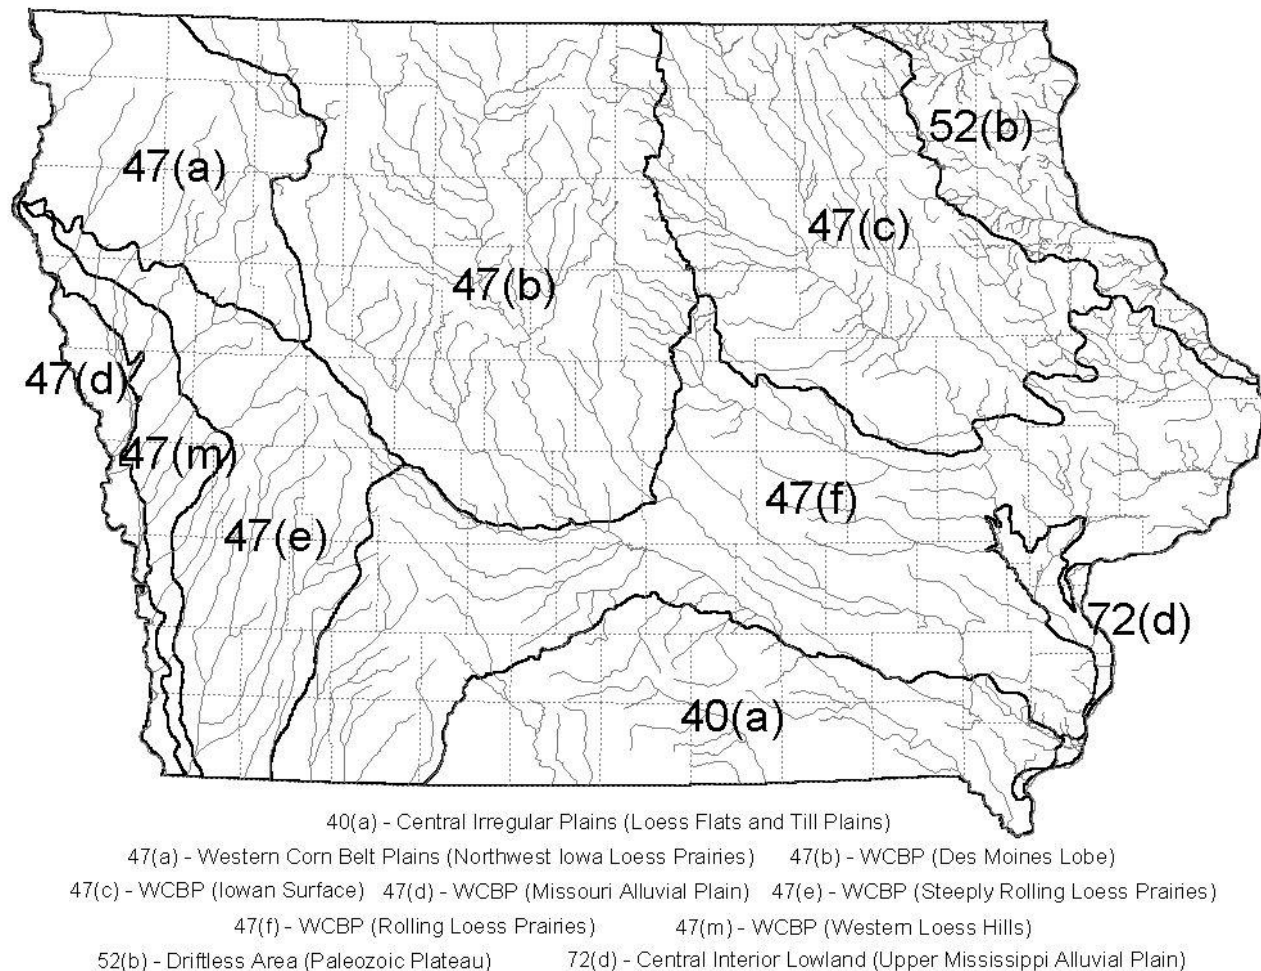 52(b)
47(a)
47(c)
47(b)
47(d)
47(m)
47(f)
47(e)
72(d)
40(a)
40(a) - Central Irregular Plains (Loess Flats and Till Plains)
47(a) - Western Corn Belt Plains (Northwest Iowa Loess Prairies) 47(b) - WCBP (Des Moines Lobe)
47(c) - WCBP (Iowan Surface) 47(d) - WCBP (Missouri Alluvial Plain) 47(e) - WCBP (Steeply Rolling Loess Prairies)
47(f) - WCBP (Rolling Loess Prairies) 47(m) - WCBP (Western Loess Hills)
52(b) - Driftless Area (Paleozoic Plateau) 72(d) - Central Interior Lowland (Upper Mississippi Alluvial Plain)